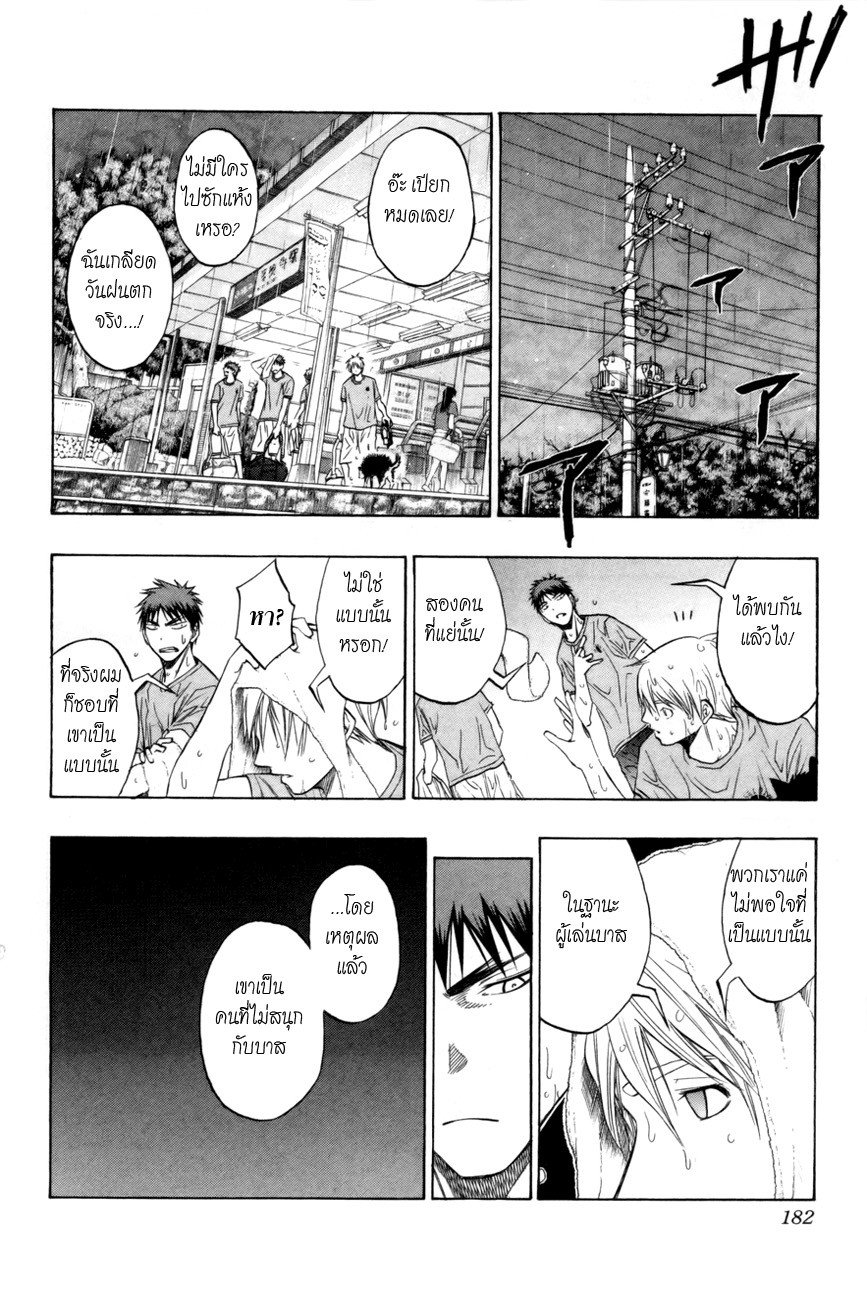 ザアアアア
อ๊ะ เปียก
หมดเลย!
ไม่มีใคร
ไปซักแห้ง
เหรอ?
ฉันเกลียด
วันฝนตก
จริง...!
ได้พบกัน
แล้วไง!
สองคน
ที่แย่นั้น!
ไม่ใช่
แบบนั้น
หรอก!
หา?
ที่จริงผม
ก็ชอบที่
เขาเป็น
แบบนั้น
พวกเราแค่
ไม่พอใจที่
เป็นแบบนั้น
ในฐานะ
ผู้เล่นบาส
...โดย
เหตุผล
แล้ว
เขาเป็น
คนที่ไม่สนุก
กับบาส
182